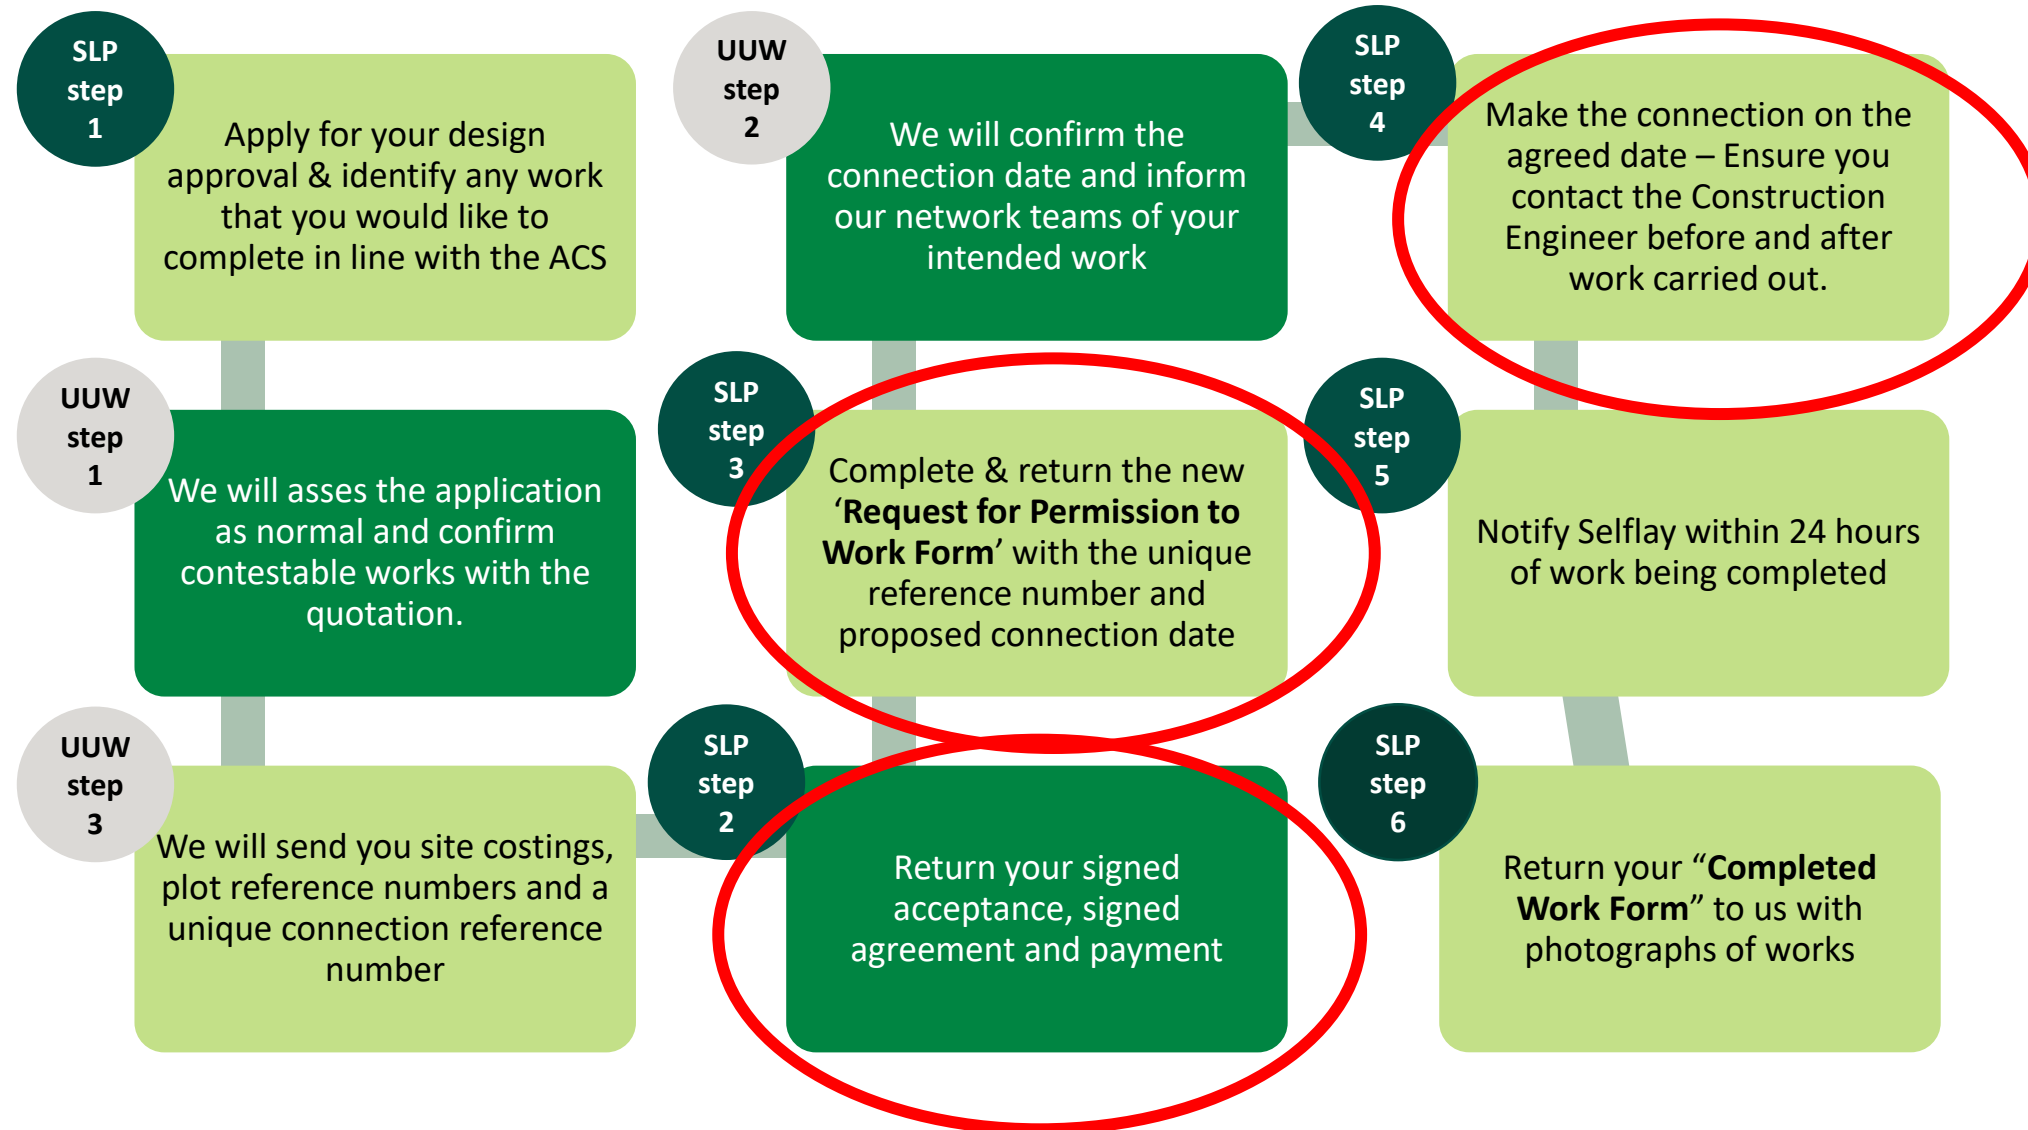 SLP
step
1
Apply for your design
approval & identify any work
that you would like to
complete in line with the ACS
UUW
step
1
We will asses the application
as normal and confirm
contestable works with the
quotation.
UUW
step
3
We will send you site costings,
plot reference numbers and a
unique connection reference
number
SLP
step
2
Return your signed
acceptance, signed
agreement and payment
SLP
step
3
Complete & return the new
‘Request for Permission to
Work Form’ with the unique
reference number and
proposed connection date
UUW
step
2
We will confirm the
connection date and inform
our network teams of your
intended work
SLP
step
4
Make the connection on the
agreed date – Ensure you
contact the Construction
Engineer before and after
work carried out.
SLP
step
5
Notify Selflay within 24 hours
of work being completed
SLP
step
6
Return your “Completed
Work Form” to us with
photographs of works